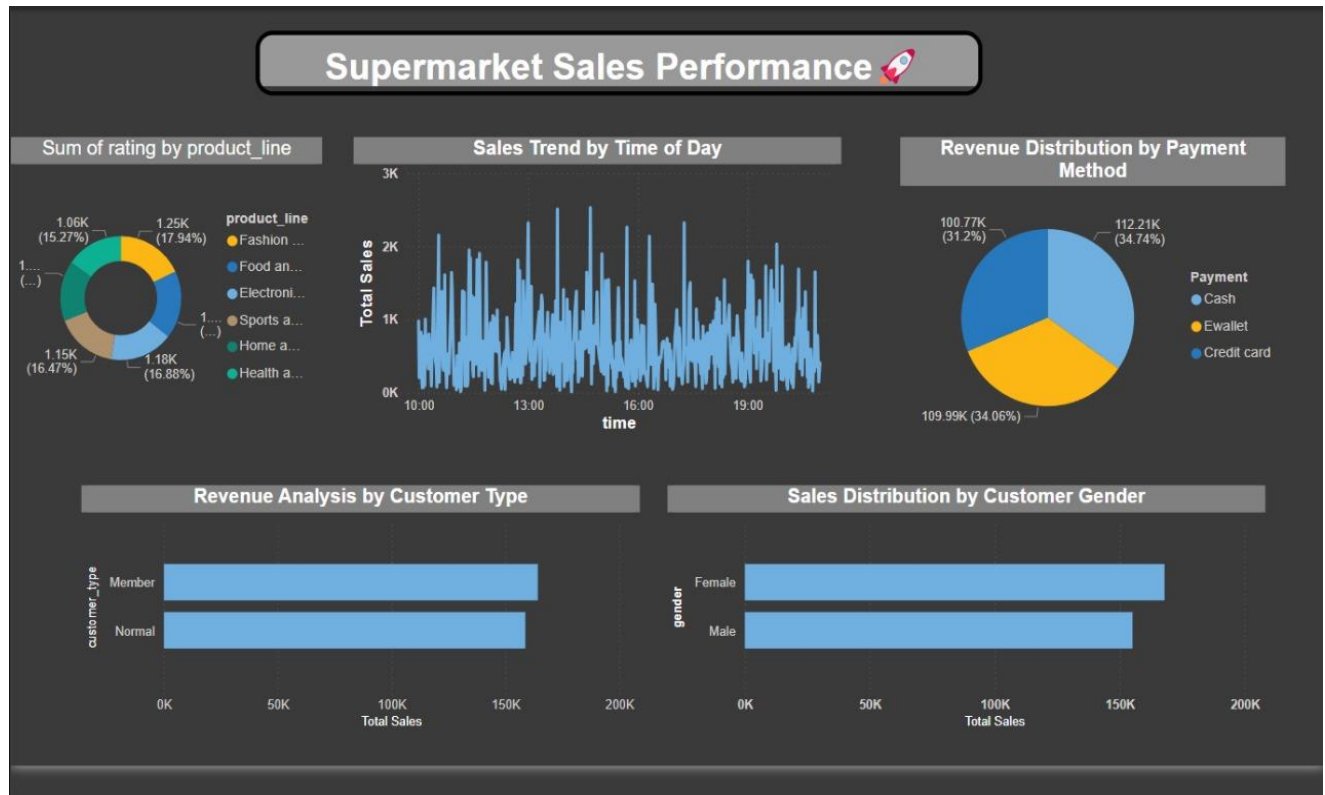 Supermarket Sales Performance🚀
Sum of rating by product_line
1.06K
(15.27%)
1.25K
(17.94%)
1....
(...)
1....
(...)
1.15K
(16.47%)
1.18K
(16.88%)
product_line
Fashion ...
Food an...
Electroni...
Sports a...
Home a...
Health a...
Sales Trend by Time of Day
Total Sales
3K
2K
1K
0K
10:00 13:00 16:00 19:00
time
Revenue Distribution by Payment
Method
100.77K
(31.2%)
112.21K
(34.74%)
109.99K (34.06%)
Payment
Cash
Ewallet
Credit card
Revenue Analysis by Customer Type
customer_type
Member
Normal
0K 50K 100K 150K 200K
Total Sales
Sales Distribution by Customer Gender
gender
Female
Male
0K 50K 100K 150K 200K
Total Sales